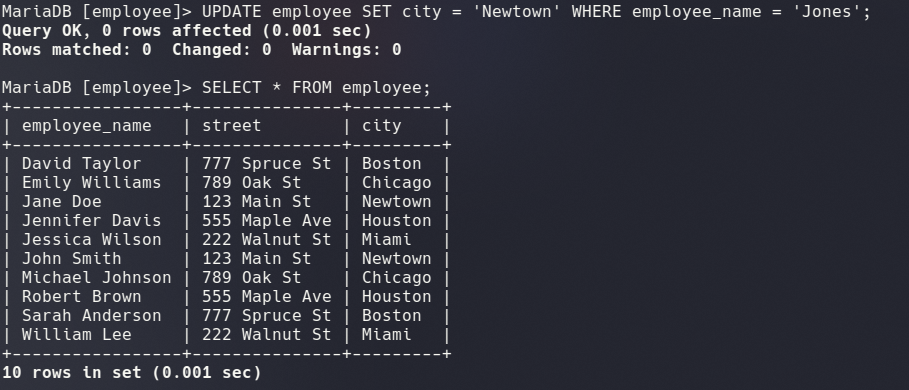 MariaDB [employee]> UPDATE employee SET city = 'Newtown' WHERE employee_name = 'Jones';
Query OK, 0 rows affected (0.001 sec)
Rows matched: 0  Changed: 0  Warnings: 0

MariaDB [employee]> SELECT * FROM employee;
+-----------------+---------------+---------+
| employee_name   | street        | city    |
+-----------------+---------------+---------+
| David Taylor    | 777 Spruce St | Boston  |
| Emily Williams  | 789 Oak St    | Chicago |
| Jane Doe        | 123 Main St   | Newtown |
| Jennifer Davis  | 555 Maple Ave | Houston |
| Jessica Wilson  | 222 Walnut St | Miami   |
| John Smith      | 123 Main St   | Newtown |
| Michael Johnson | 789 Oak St    | Chicago |
| Robert Brown    | 555 Maple Ave | Houston |
| Sarah Anderson  | 777 Spruce St | Boston  |
| William Lee     | 222 Walnut St | Miami   |
+-----------------+---------------+---------+
10 rows in set (0.001 sec)